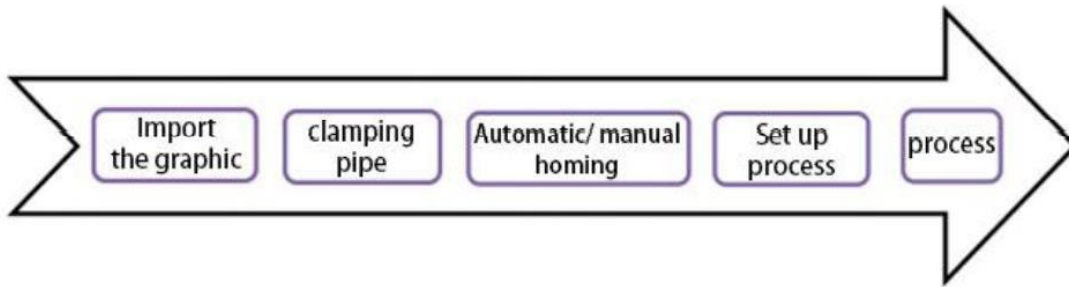 Import
the graphic
clamping
pipe
Automatic/ manual
homing
Set up
process
process